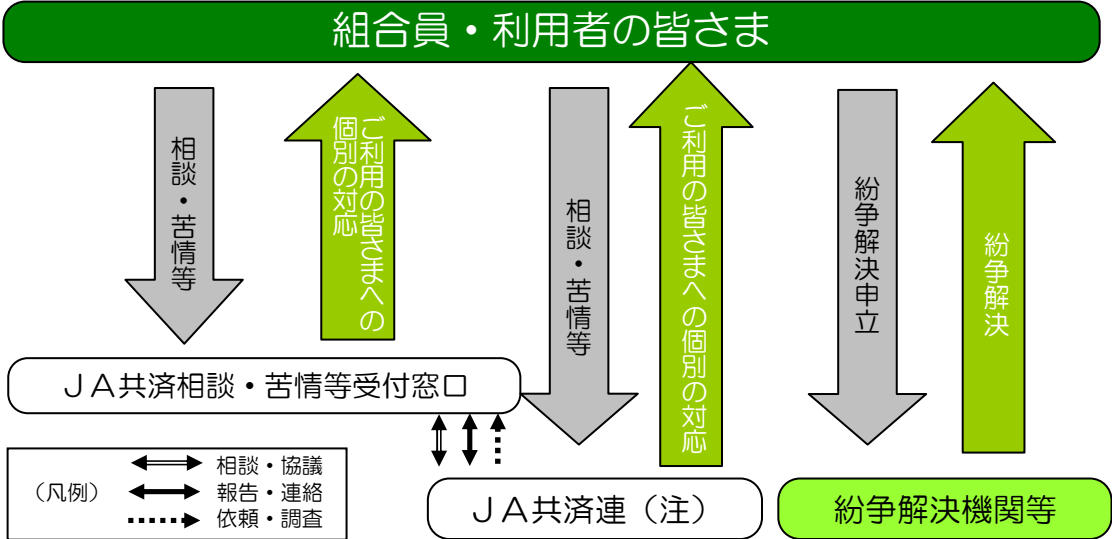 組合員・利用者の皆さま
相談・苦情等
ご利用の皆さまへの
個別の対応
相談・苦情等
ご利用の皆さまへの個別の対応
紛争解決申立
紛争解決
ＪＡ共済相談・苦情等受付窓口
（凡例）
相談・協議
報告・連絡
依頼・調査
ＪＡ共済連（注）
紛争解決機関等